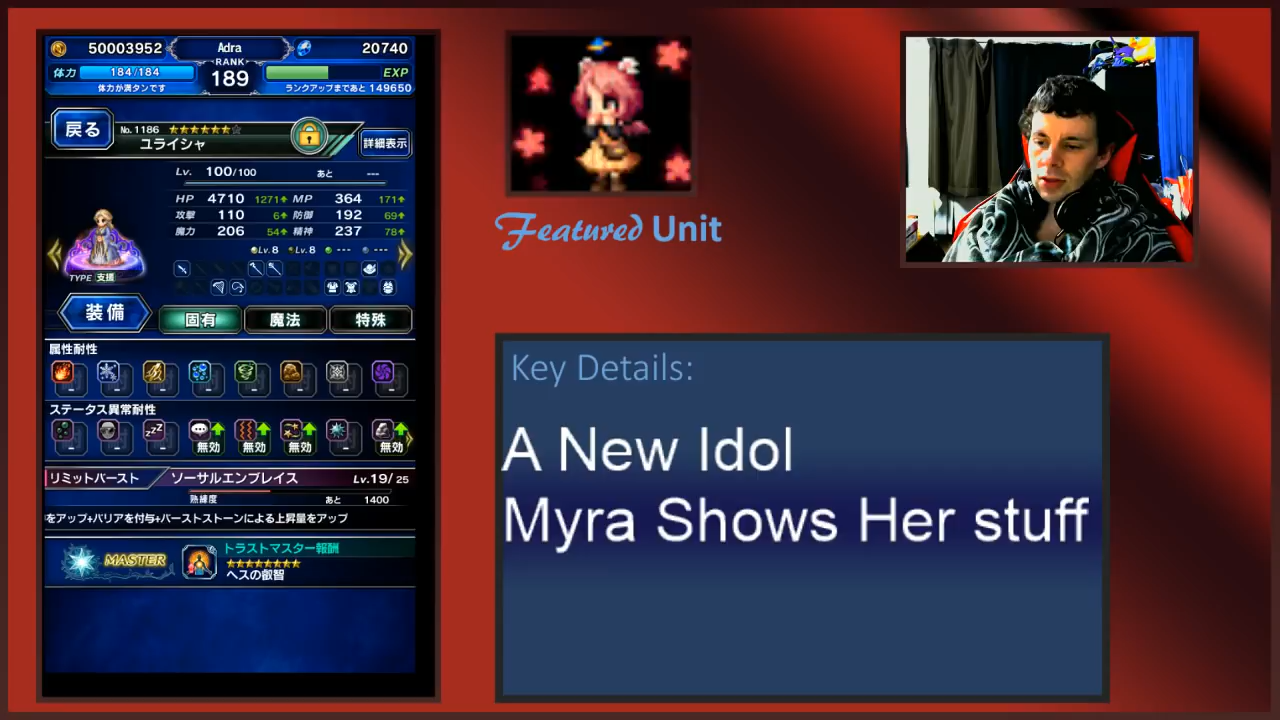 50003952 Adra 20740
体力 184/184 RANK 189 EXP
体力が満タンです ランクアップまであと 149650
戻る No.1186 ★★★★★★☆ 詳細表示
ユライシャ
Lv. 100/100 あと ---
HP 4710 1271↑ MP 364 171↑
攻撃 110 6↑ 防御 192 69↑
魔力 206 54↑ 精神 237 78↑
Lv.8 Lv.8 --- ---
TYPE 支援
装備 固有 魔法 特殊
属性耐性
- - - - - - - -
ステータス異常耐性
- - - 無効 無効 無効 - 無効
リミットバースト ソーサルエンブレイス Lv.19/25
熟練度 あと 1400
をアップ+バリアを付与+バーストストーンによる上昇量をアップ
MASTER トラストマスター報酬
★★★★★★★★
ヘスの叡智
Featured Unit
Key Details:
A New Idol
Myra Shows Her stuff